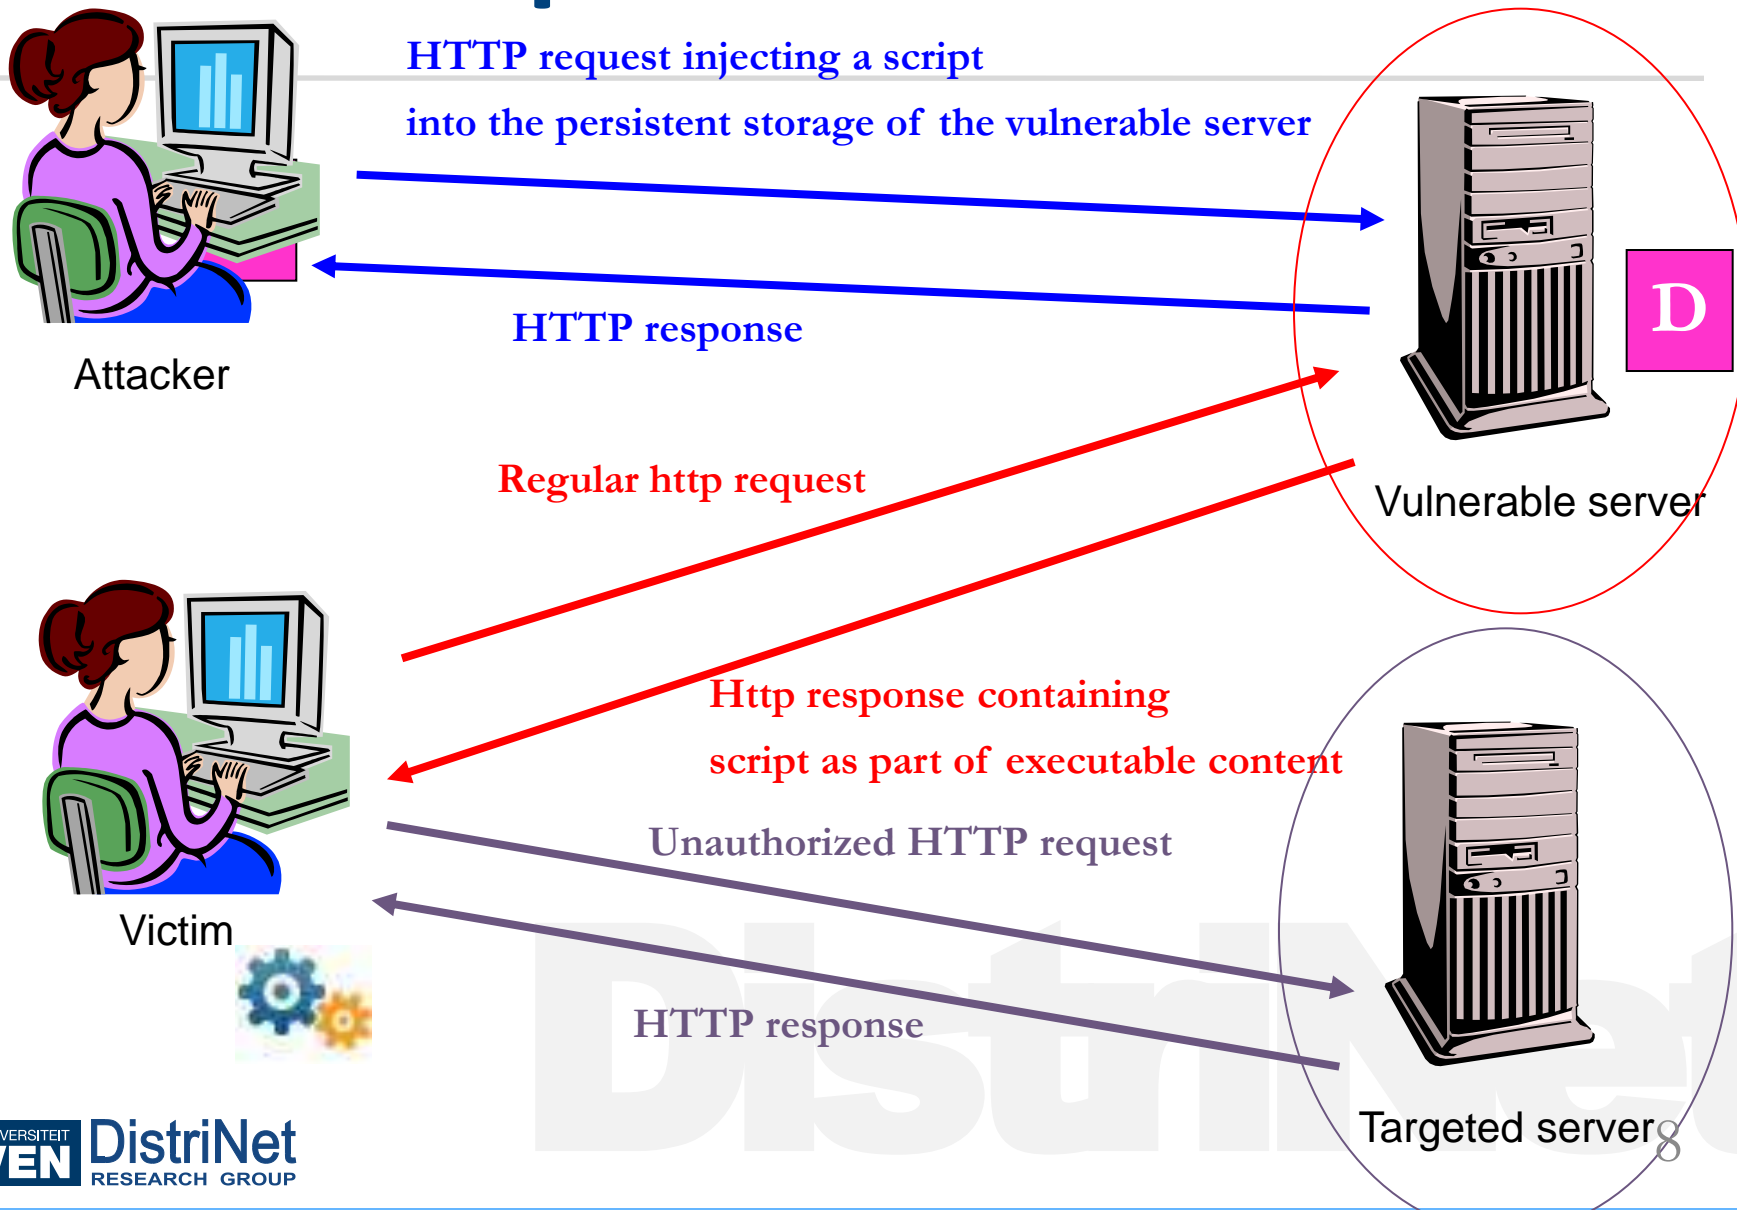 HTTP request injecting a script
into the persistent storage of the vulnerable server
HTTP response
D
Attacker
Regular http request
Vulnerable server
Http response containing
script as part of executable content
Unauthorized HTTP request
Victim
HTTP response
Targeted server
8
VERSITEIT
VEN
DistriNet
RESEARCH GROUP
DistriNet